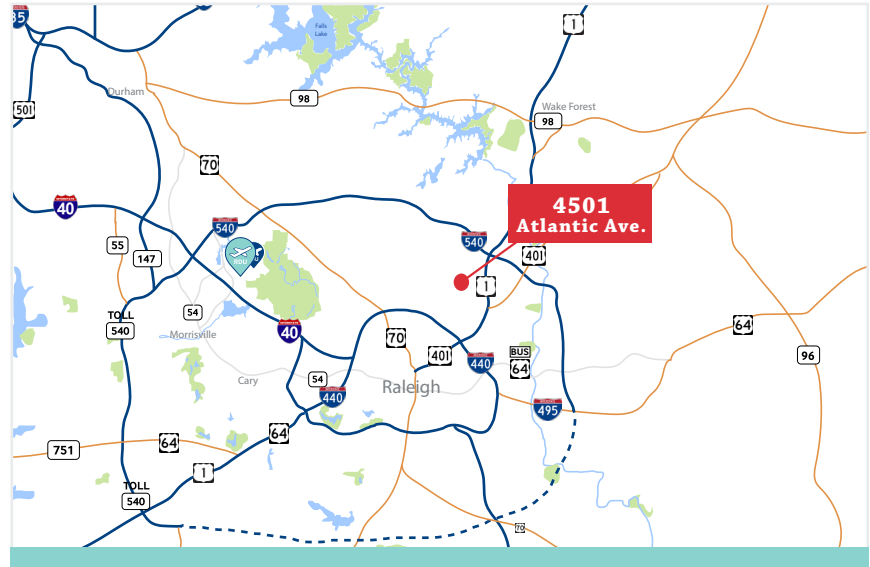 85
Falls
Lake
1
Durham
98
Wake Forest
501
98
70
4501
Atlantic Ave.
40
540
540
55
401
147
RDU
1
54
TOLL
540
40
64
Morrisville
70
401
BUS
64
96
440
Cary
54
Raleigh
440
495
64
64
751
1
TOLL
540
70